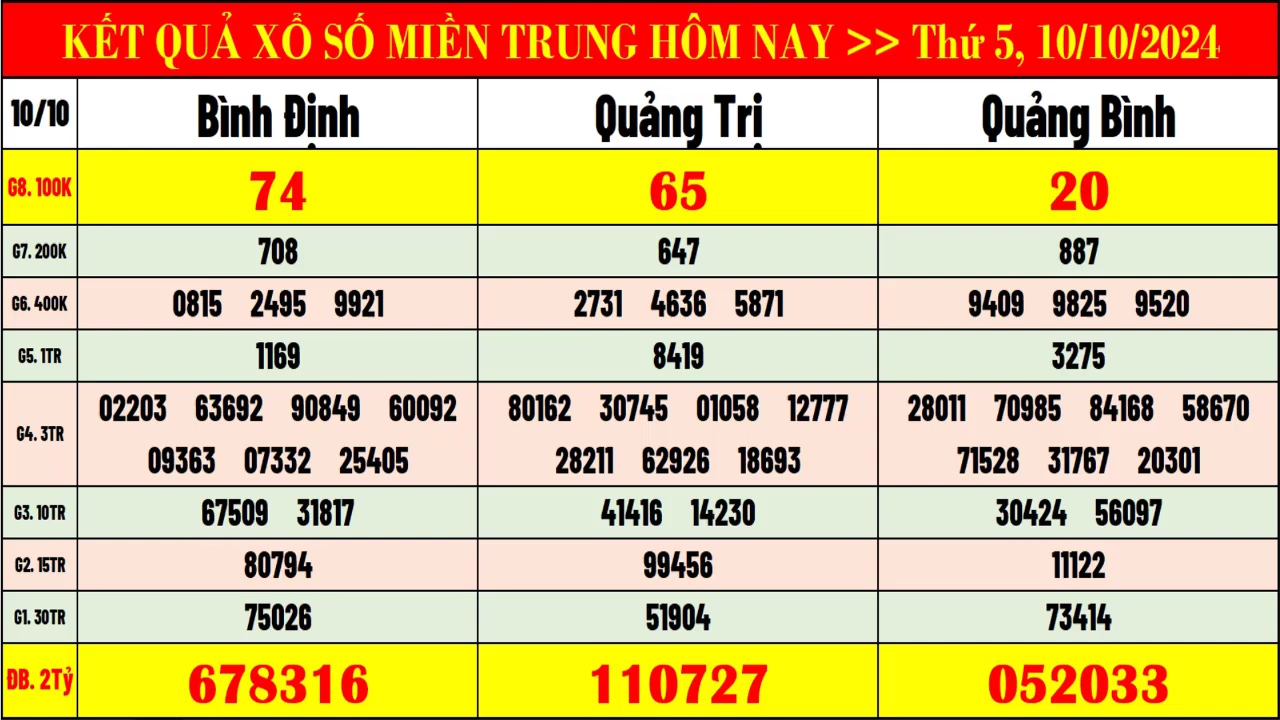 KẾT QUẢ XỔ SỐ MIỀN TRUNG HÔM NAY >> Thứ 5, 10/10/2024
10/10 Bình Định Quảng Trị Quảng Bình
G8. 100K 74 65 20
G7. 200K 708 647 887
G6. 400K 0815 2495 9921 2731 4636 5871 9409 9825 9520
G5. 1TR 1169 8419 3275
G4. 3TR 02203 63692 90849 60092 80162 30745 01058 12777 28011 70985 84168 58670
09363 07332 25405 28211 62926 18693 71528 31767 20301
G3. 10TR 67509 31817 41416 14230 30424 56097
G2. 15TR 80794 99456 11122
G1. 30TR 75026 51904 73414
ĐB. 2Tỷ 678316 110727 052033